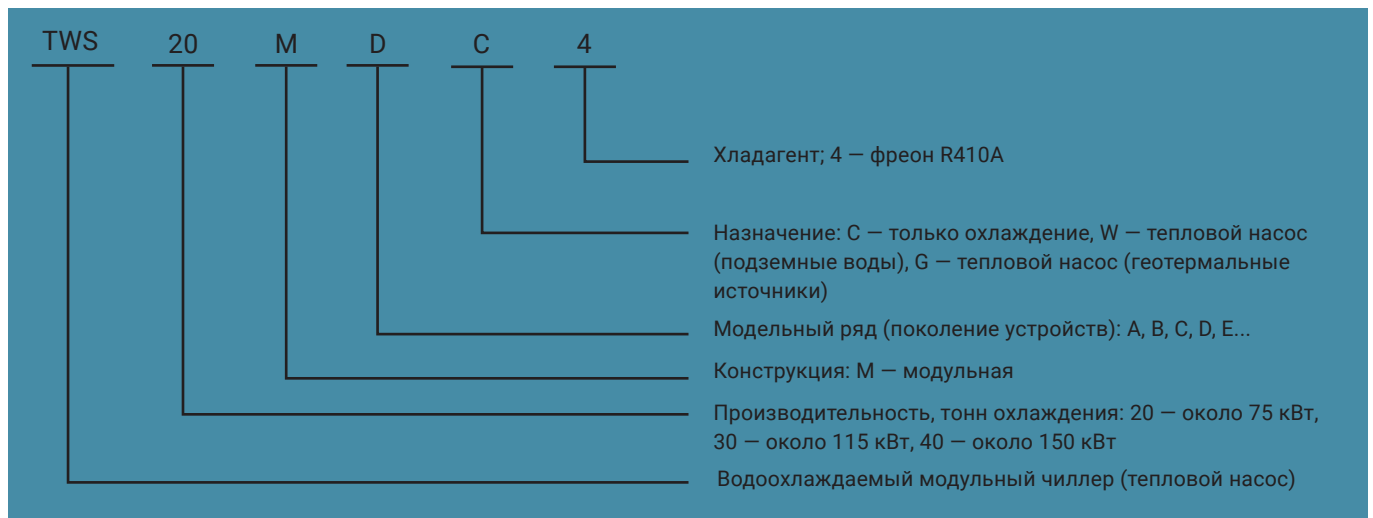 TWS 20 M D C 4
Хладагент; 4 — фреон R410A
Назначение: С — только охлаждение, W — тепловой насос
(подземные воды), G — тепловой насос (геотермальные
источники)
Модельный ряд (поколение устройств): A, B, C, D, E...
Конструкция: М — модульная
Производительность, тонн охлаждения: 20 — около 75 кВт,
30 — около 115 кВт, 40 — около 150 кВт
Водоохлаждаемый модульный чиллер (тепловой насос)